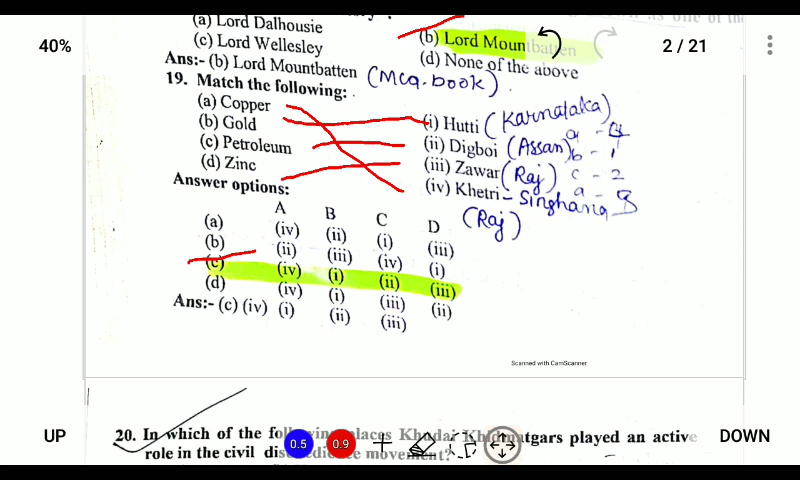 (a) Lord Dalhousie
(b) Lord Mountbatten
(c) Lord Wellesley
(d) None of the above
40%
2 / 21
Ans:- (b) Lord Mountbatten (Mcq.book).
19. Match the following:
(a) Copper
(i) Hutti (Karnataka)
(b) Gold
(ii) Digboi (Assam) b - 1
(c) Petroleum
(iii) Zawar (Raj) c - 2
(d) Zinc
(iv) Khetri - Singhana
(Raj)
Answer options:
A B C D
(a) (iv) (ii) (i) (iii)
(b) (ii) (iii) (iv) (i)
(c) (iv) (i) (ii) (iii)
(d) (iv) (i) (iii) (ii)
Ans:- (c) (iv) (i) (ii) (iii)
Scanned with CamScanner
UP
20. In which of the following places Khudai Khidmatgars played an active
DOWN
role in the civil disobedience movement?
0.5
0.9